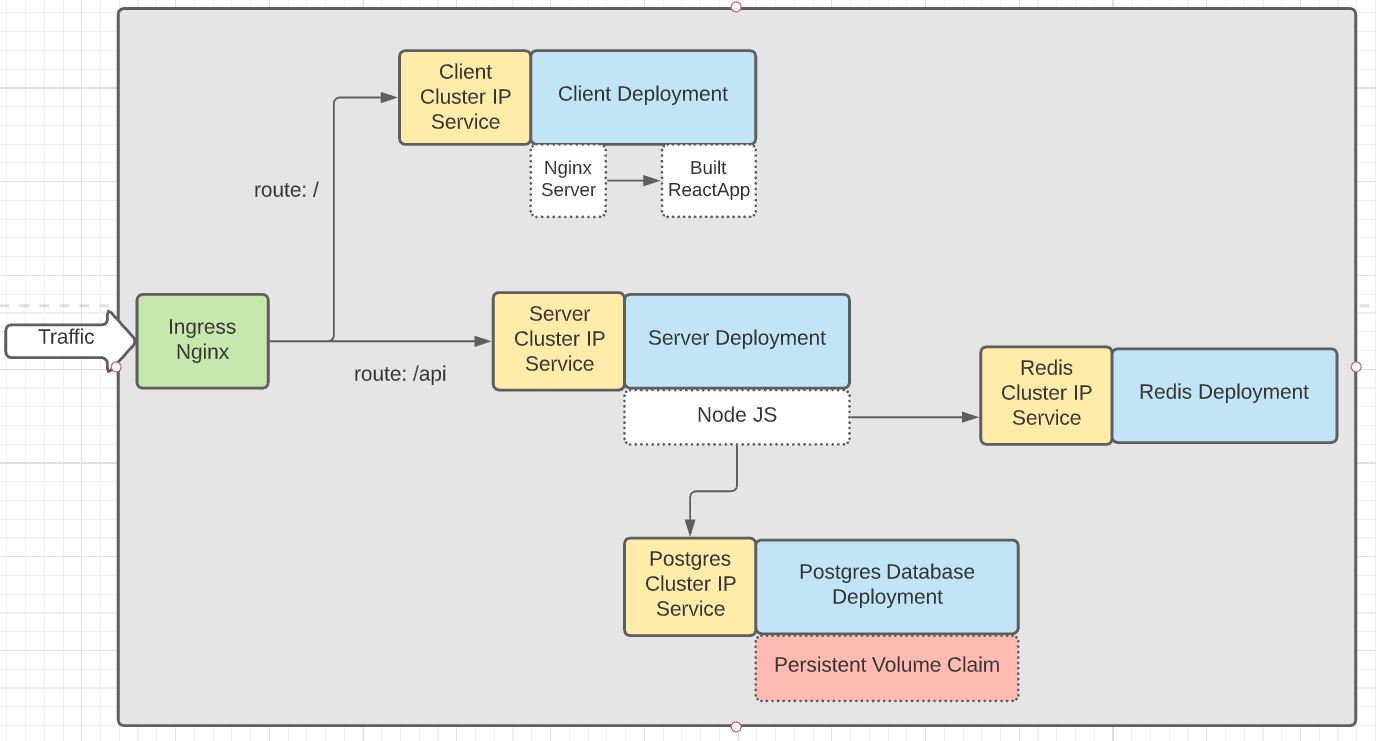 Client
Cluster IP
Service
Client Deployment
Nginx
Server
Built
ReactApp
route: /
Traffic
Ingress
Nginx
route: /api
Server
Cluster IP
Service
Server Deployment
Node JS
Redis
Cluster IP
Service
Redis Deployment
Postgres
Cluster IP
Service
Postgres Database
Deployment
Persistent Volume Claim